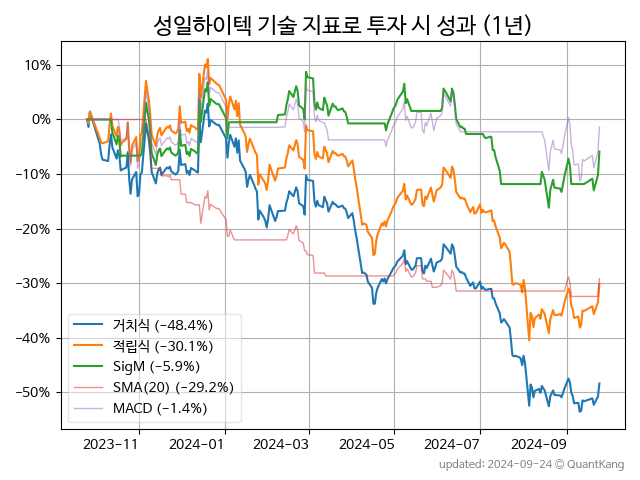 성일하이텍 기술 지표로 투자 시 성과 (1년)
10%
0%
−10%
−20%
−30%
−40%
−50%
거치식 (−48.4%)
적립식 (−30.1%)
SigM (−5.9%)
SMA(20) (−29.2%)
MACD (−1.4%)
2023-11
2024-01
2024-03
2024-05
2024-07
2024-09
updated: 2024-09-24 © QuantKang